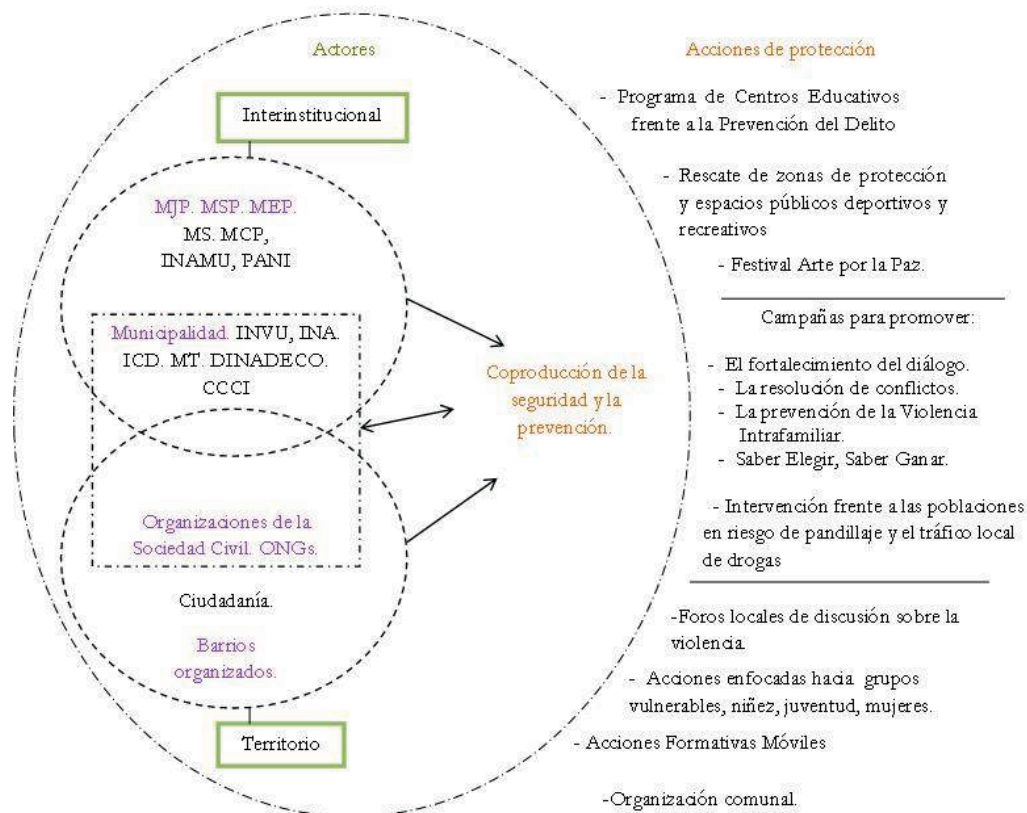 Actores
Interinstitucional
MJP. MSP. MEP.
MS. MCP,
INAMU, PANI
Municipalidad. INVU, INA.
ICD. MT. DINADECO.
CCCI
Organizaciones de la
Sociedad Civil. ONGs.
Ciudadanía.
Barrios
organizados.
Territorio
Coproducción de la
seguridad y la
prevención.
Acciones de protección
- Programa de Centros Educativos
frente a la Prevención del Delito
- Rescate de zonas de protección
y espacios públicos deportivos y
recreativos
- Festival Arte por la Paz.
Campañas para promover:
- El fortalecimiento del diálogo.
- La resolución de conflictos.
- La prevención de la Violencia
Intrafamiliar.
- Saber Elegir, Saber Ganar.
- Intervención frente a las poblaciones
en riesgo de pandillaje y el tráfico local
de drogas
-Foros locales de discusión sobre la
violencia.
- Acciones enfocadas hacia grupos
vulnerables, niñez, juventud, mujeres.
- Acciones Formativas Móviles
-Organización comunal.